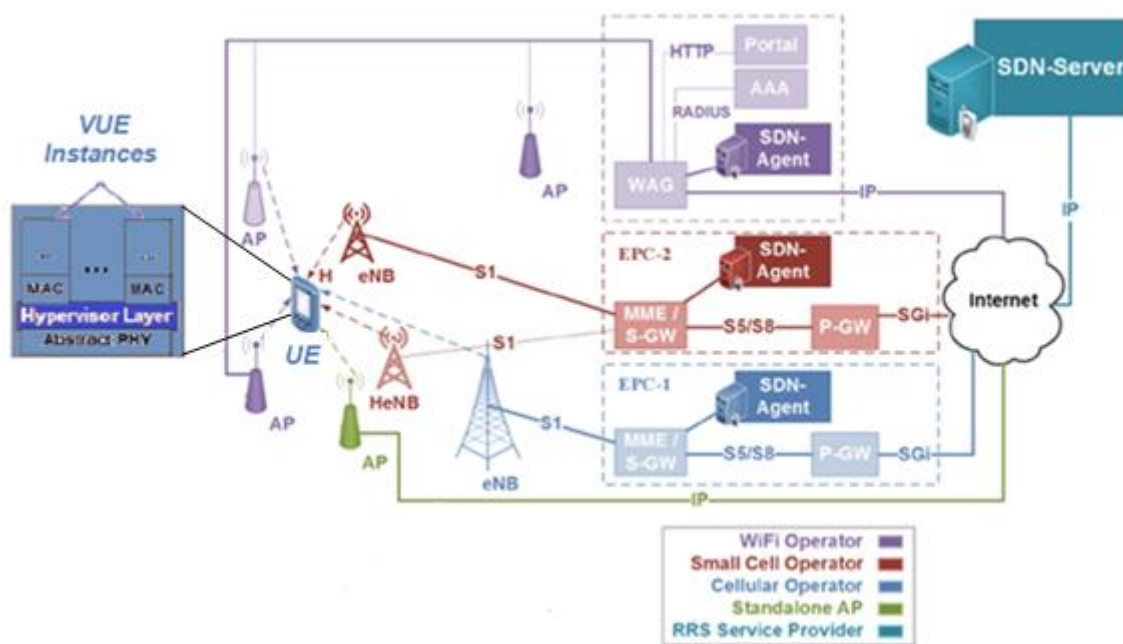 HTTP
Portal
AAA
RADIUS
SDN-
Agent
WAG
SDN-Server
VUE
Instances
AP
AP
IP
IP
MAC
...
MAC
Hypervisor Layer
Abstract-PHY
H
eNB
UE
S1
EPC-2
SDN-
Agent
MME /
S-GW
S5/S8
P-GW
SGi
Internet
S1
HeNB
AP
AP
EPC-1
SDN-
Agent
S1
MME /
S-GW
S5/S8
P-GW
SGi
eNB
IP
WiFi Operator
Small Cell Operator
Cellular Operator
Standalone AP
RRS Service Provider